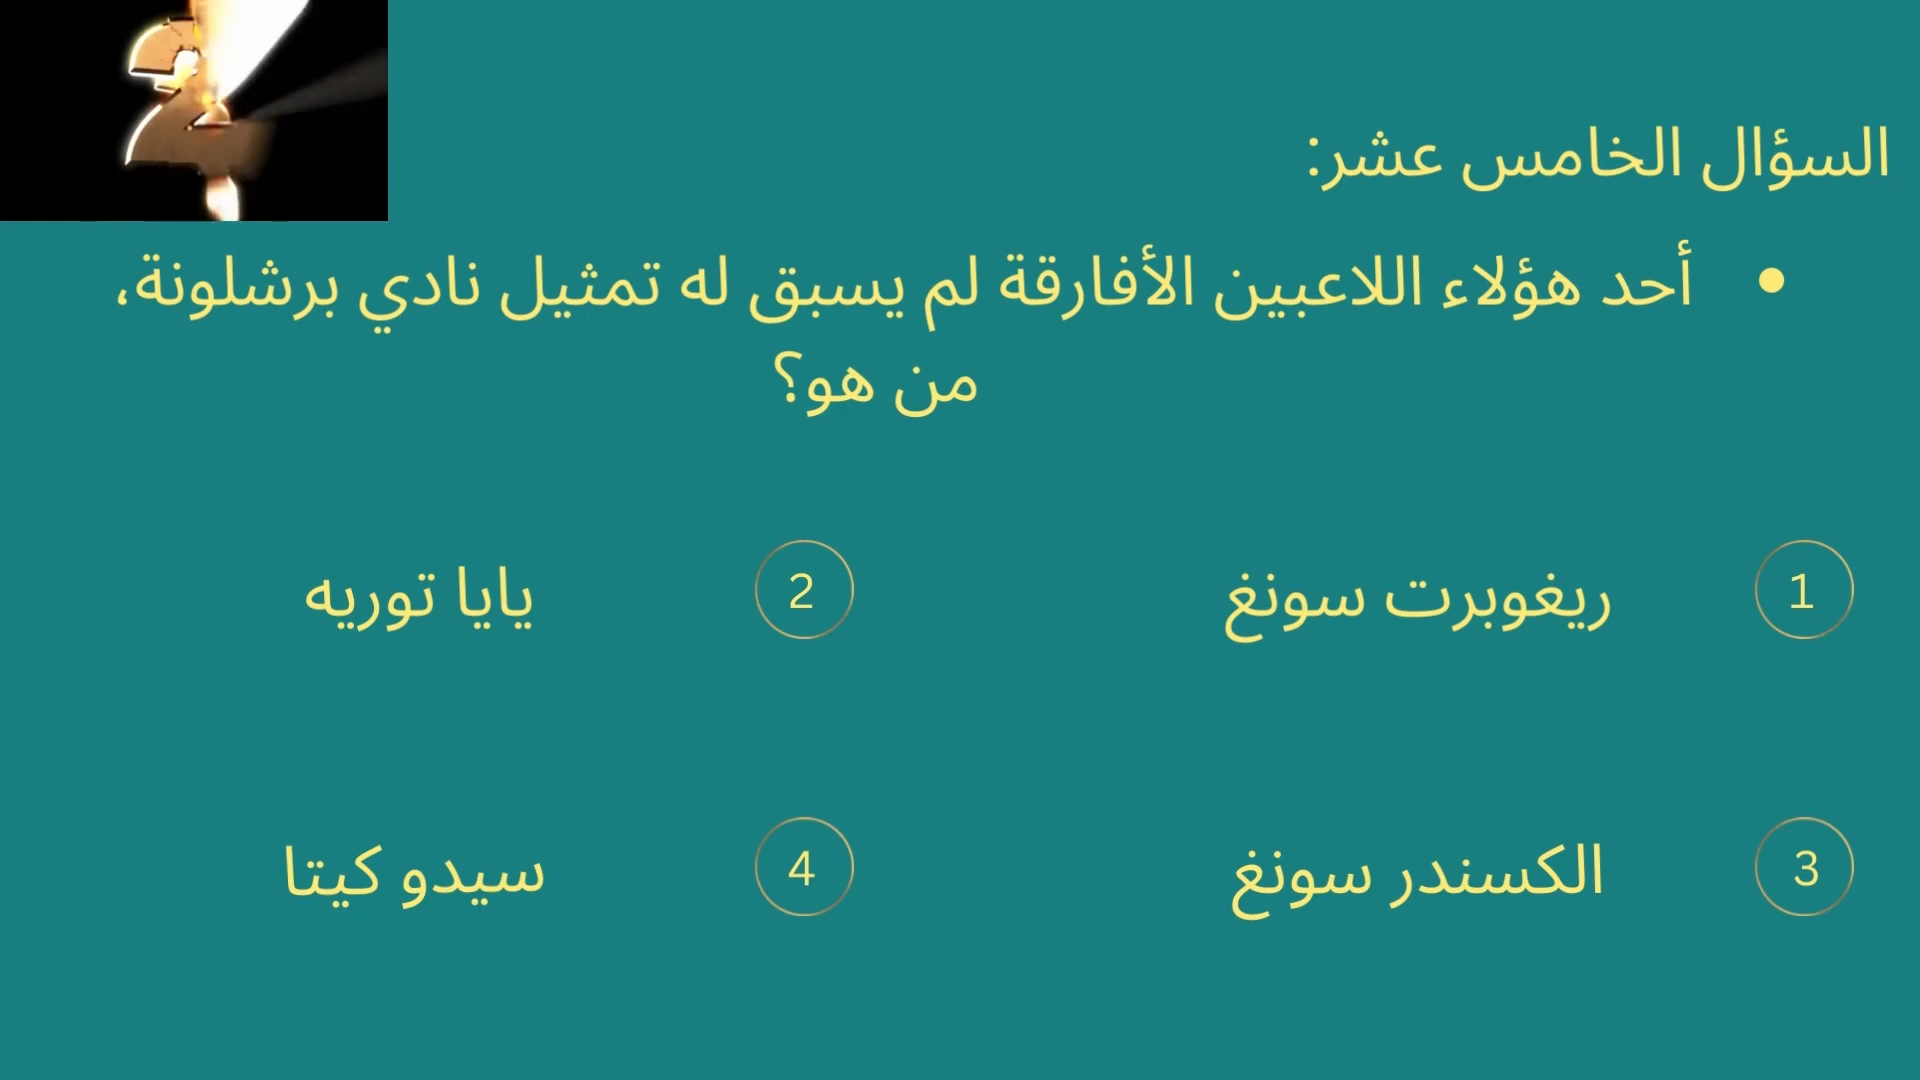 السؤال الخامس عشر:
• أحد هؤلاء اللاعبين الأفارقة لم يسبق له تمثيل نادي برشلونة،
من هو؟
1 ريغوبرت سونغ
2 يايا توريه
3 الكسندر سونغ
4 سيدو كيتا